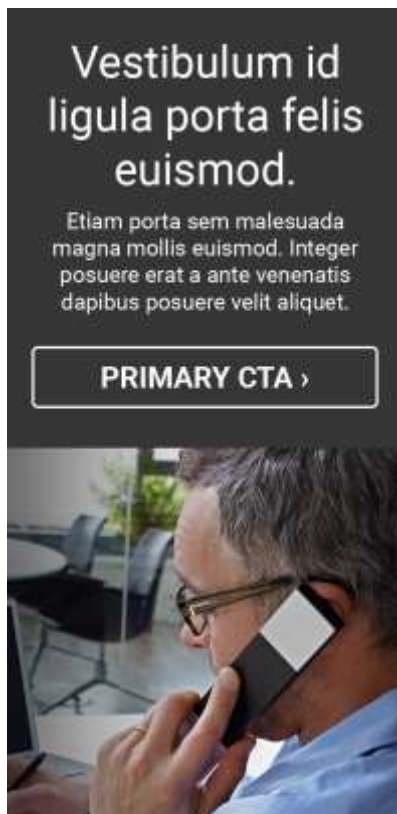 Vestibulum id
ligula porta felis
euismod.
Etiam porta sem malesuada
magna mollis euismod. Integer
posuere erat a ante venenatis
dapibus posuere velit aliquet.
PRIMARY CTA ›